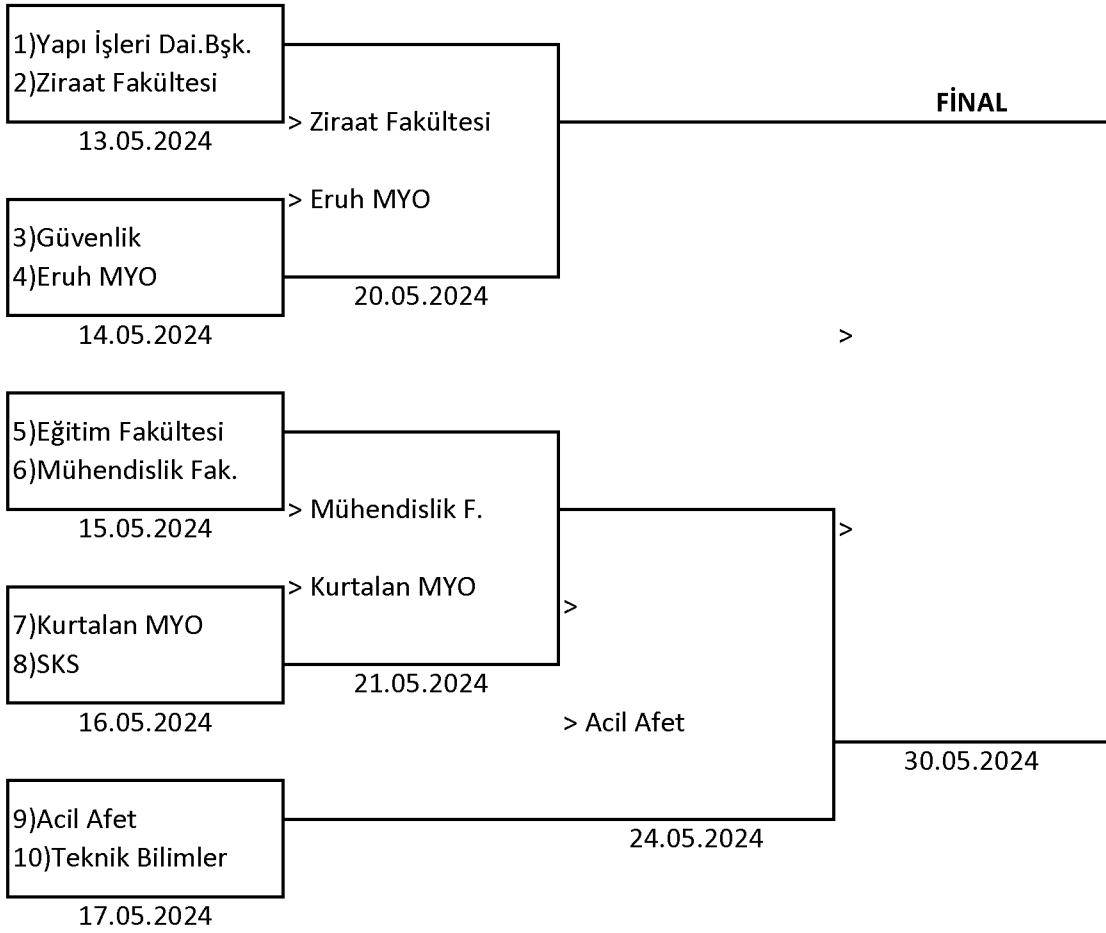 1)Yapı İşleri Dai.Bşk.
2)Ziraat Fakültesi
13.05.2024
> Ziraat Fakültesi
FİNAL
> Eruh MYO
3)Güvenlik
4)Eruh MYO
14.05.2024
20.05.2024
>
5)Eğitim Fakültesi
6)Mühendislik Fak.
15.05.2024
> Mühendislik F.
>
> Kurtalan MYO
>
7)Kurtalan MYO
8)SKS
16.05.2024
21.05.2024
> Acil Afet
30.05.2024
9)Acil Afet
10)Teknik Bilimler
17.05.2024
24.05.2024